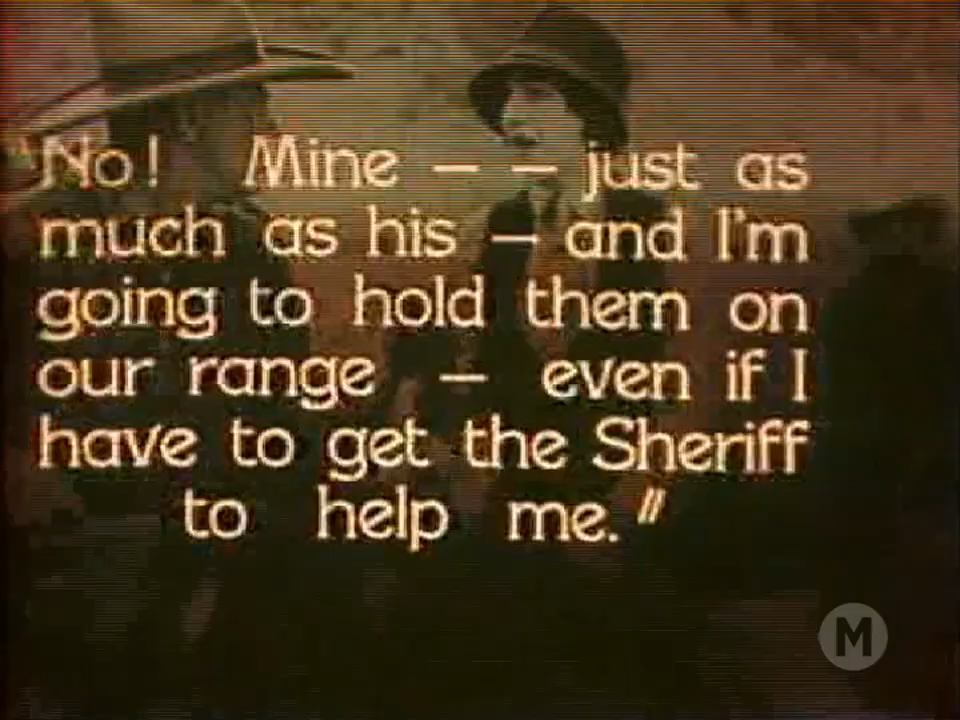 "No! Mine – – just as
much as his – and I'm
going to hold them on
our range – even if I
have to get the Sheriff
to help me."
M